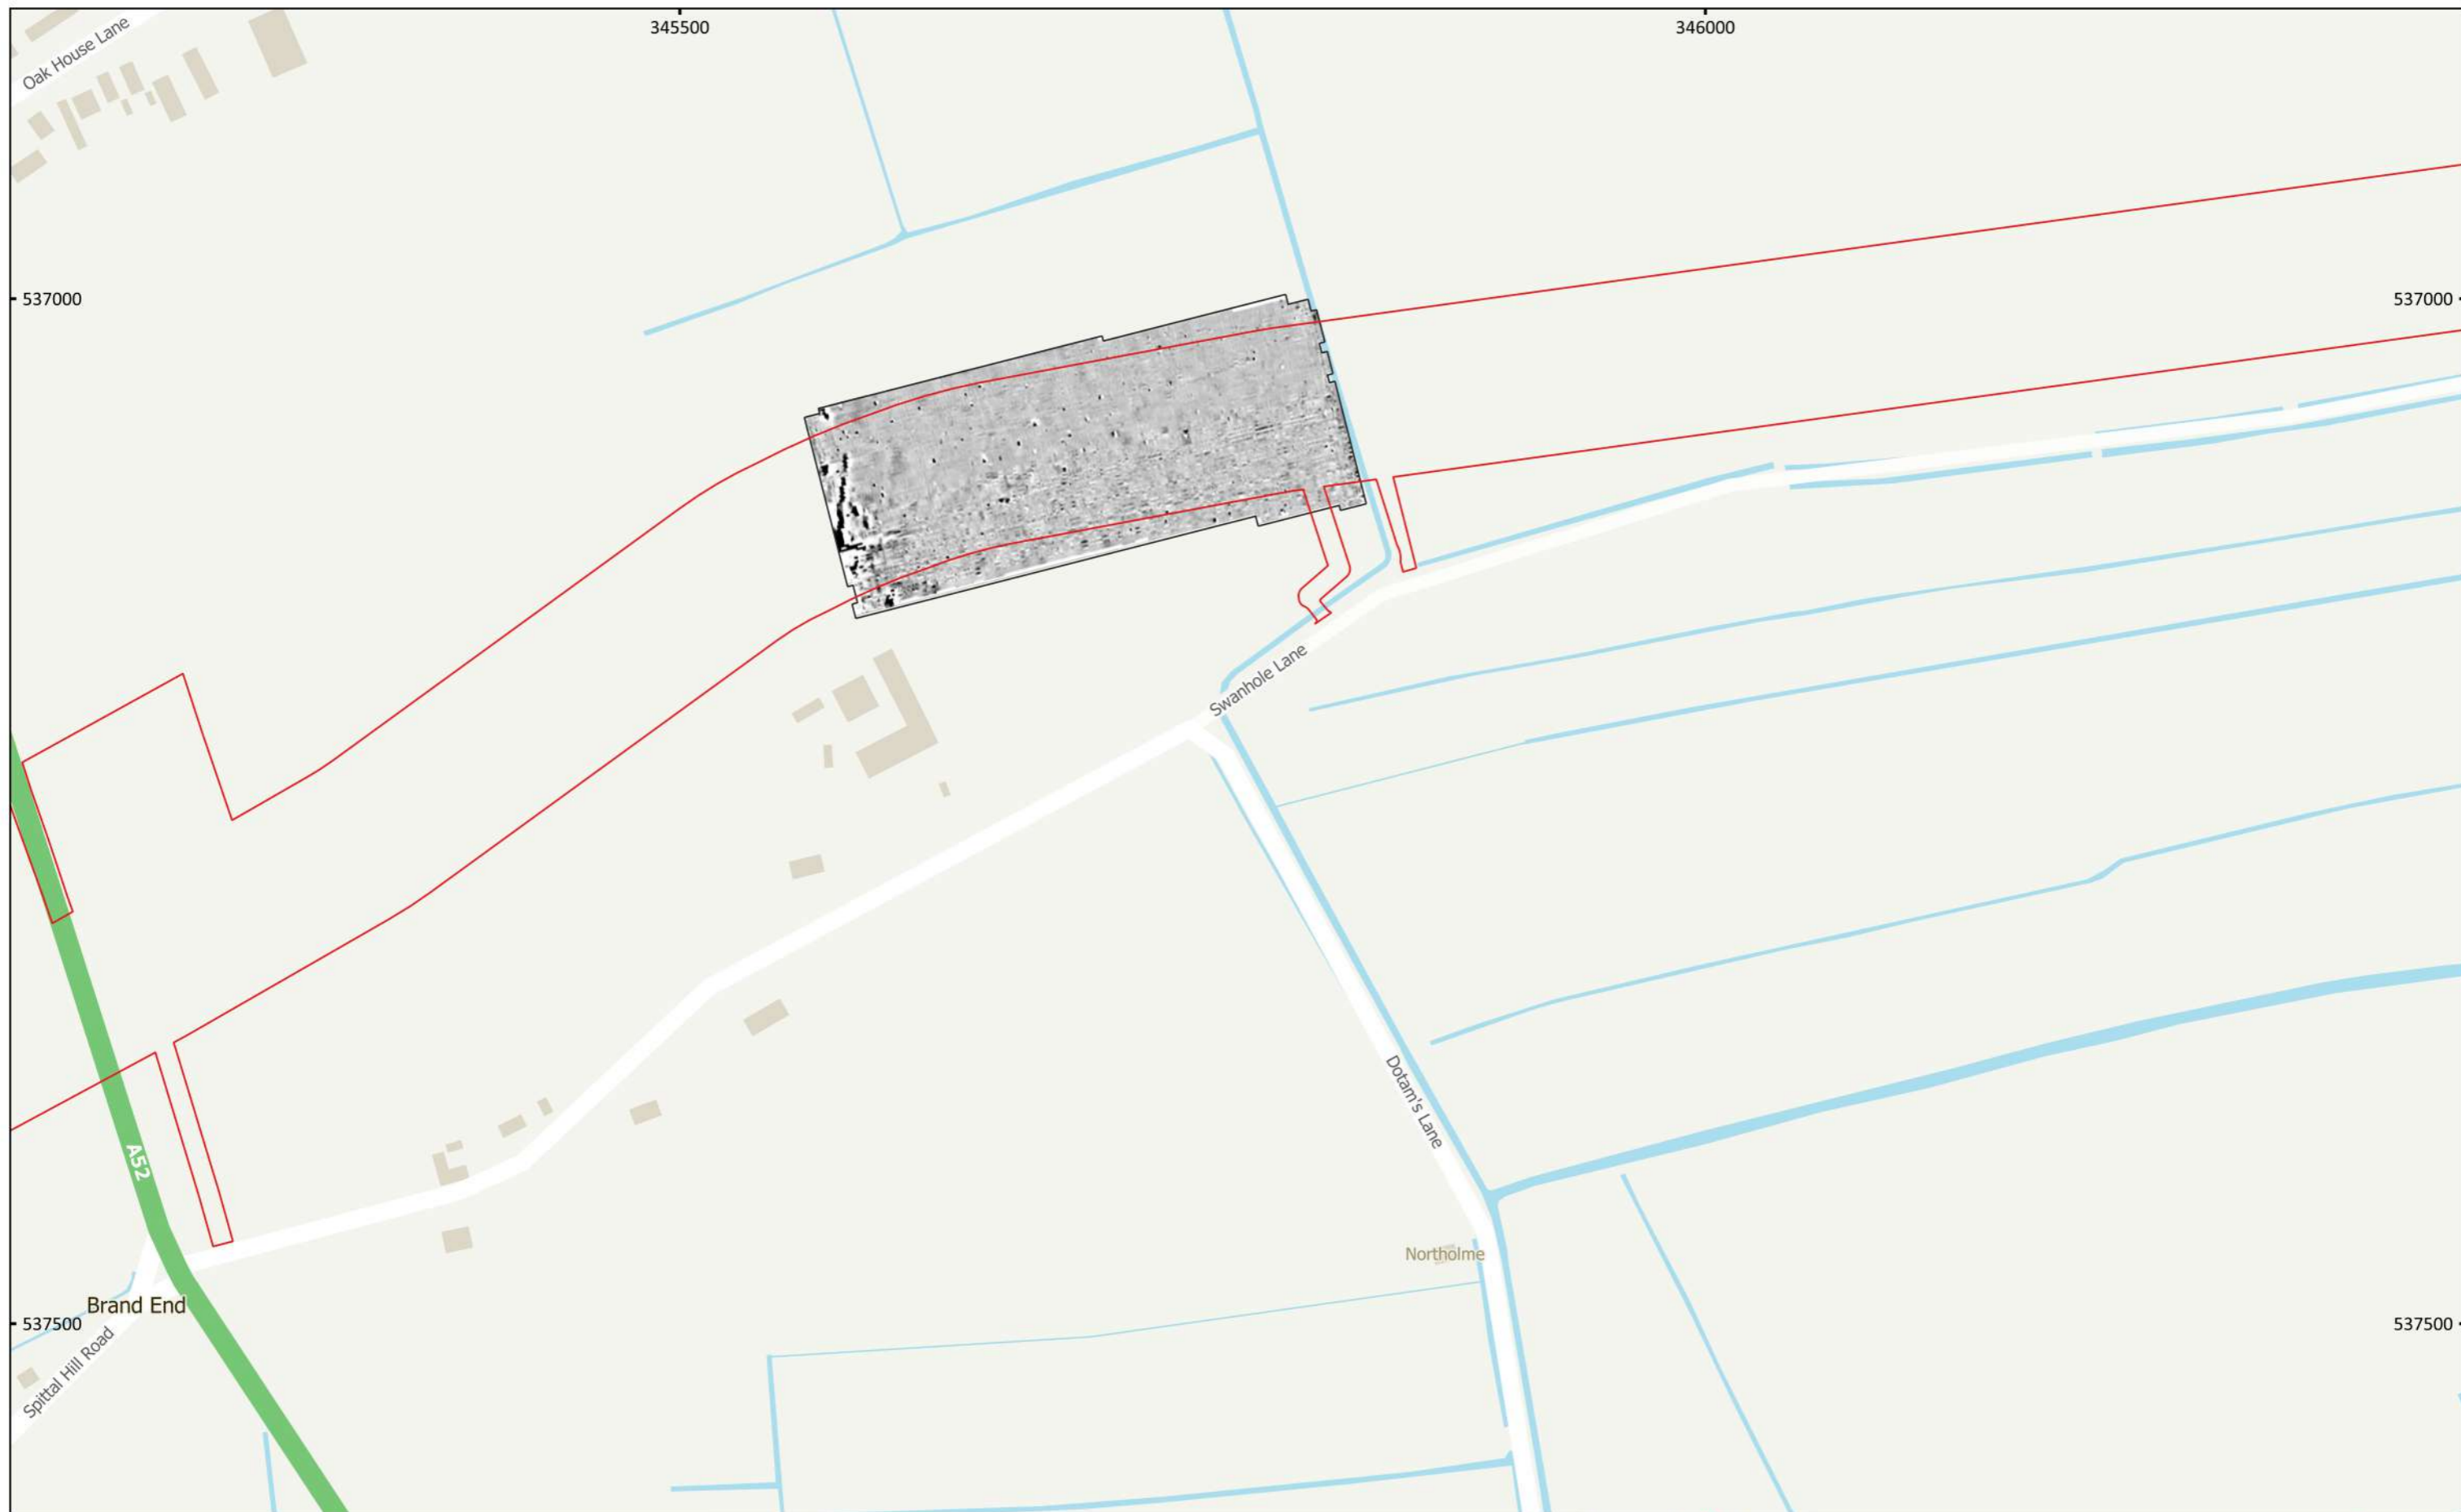 345500
346000
Oak House Lane
537000
537000
Swanhole Lane
Dotam's Lane
A52
Northolme
Brand End
537500
537500
Spittal Hill Road